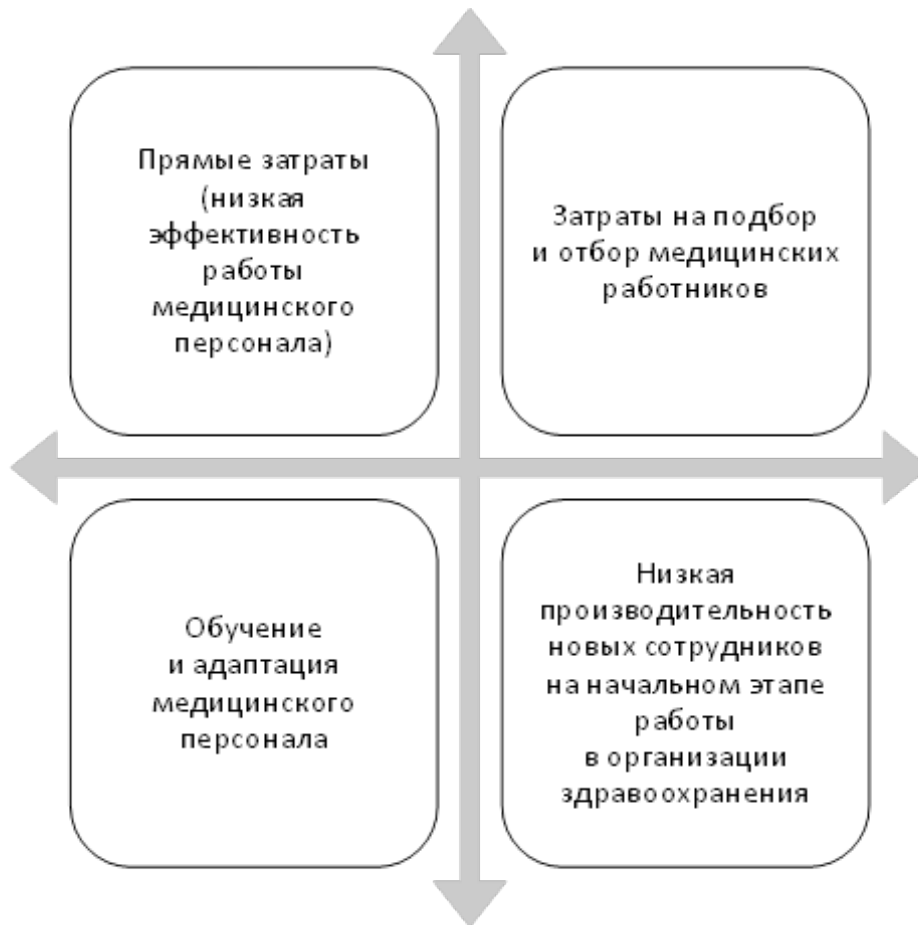 Прямые затраты
(низкая
эффективность
работы
медицинского
персонала)
Затраты на подбор
и отбор медицинских
работников
Обучение
и адаптация
медицинского
персонала
Низкая
производительность
новых сотрудников
на начальном этапе
работы
в организации
здравоохранения